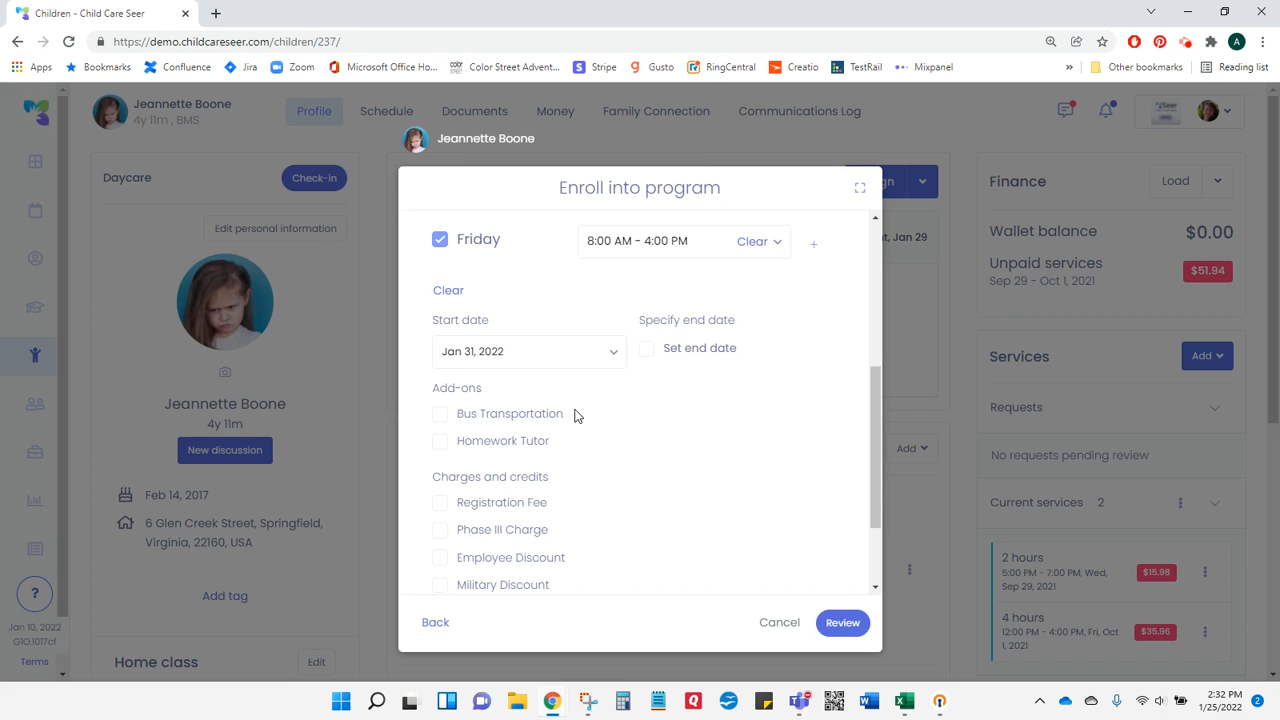 Children - Child Care Seer
https://demo.childcareseer.com/children/237/
A
Apps
Bookmarks
Confluence
Jira
Zoom
Microsoft Office Ho...
Color Street Advent...
Stripe
Gusto
RingCentral
Creatio
TestRail
Mixpanel
»
Other bookmarks
Reading list
Jeannette Boone
4y 11m , BMS
Profile
Schedule
Documents
Money
Family Connection
Communications Log
Seer
Jeannette Boone
Daycare
Check-in
Edit personal information
Jeannette Boone
4y 11m
New discussion
Feb 14, 2017
6 Glen Creek Street, Springfield,
Virginia, 22160, USA
Add tag
Home class
Edit
?
Jan 10, 2022
G1O.1017cf
Terms
Enroll into program
Friday
8:00 AM - 4:00 PM
Clear
+
Clear
Start date
Specify end date
Jan 31, 2022
Set end date
Add-ons
Bus Transportation
Homework Tutor
Charges and credits
Registration Fee
Phase III Charge
Employee Discount
Military Discount
Back
Cancel
Review
gn
at, Jan 29
Add
Finance
Load
Wallet balance
$0.00
Unpaid services
$51.94
Sep 29 - Oct 1, 2021
Services
Add
Requests
No requests pending review
Current services 2
2 hours
5:00 PM - 7:00 PM, Wed,
Sep 29, 2021
$15.98
4 hours
12:00 PM - 4:00 PM, Fri, Oct
1, 2021
$35.96
2:32 PM
1/25/2022
2